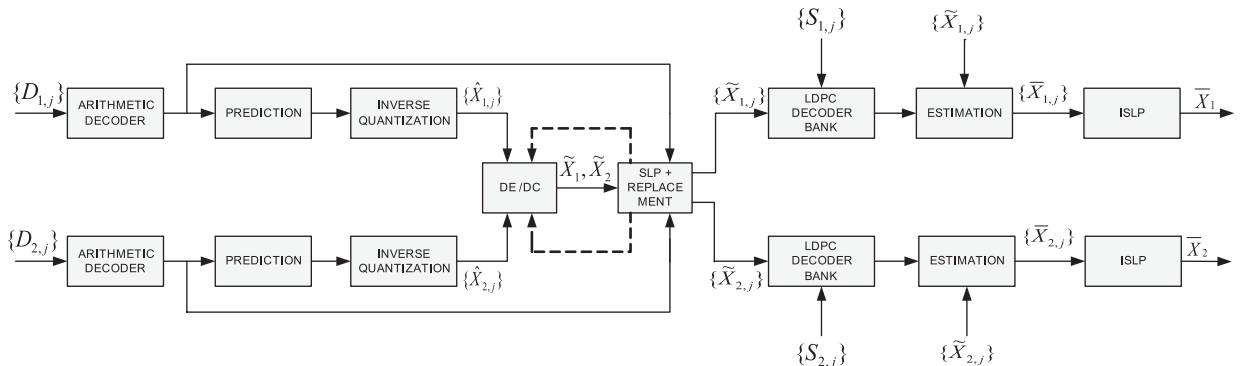 {S₁,ⱼ}
{X̃₁,ⱼ}
{D₁,ⱼ}
ARITHMETIC
DECODER
PREDICTION
INVERSE
QUANTIZATION
{X̂₁,ⱼ}
{X̃₁,ⱼ}
LDPC
DECODER
BANK
ESTIMATION
{X̅₁,ⱼ}
ISLP
X̅₁
DE/DC
X̃₁, X̃₂
SLP +
REPLACE
MENT
{D₂,ⱼ}
ARITHMETIC
DECODER
PREDICTION
INVERSE
QUANTIZATION
{X̂₂,ⱼ}
{X̃₂,ⱼ}
LDPC
DECODER
BANK
ESTIMATION
{X̅₂,ⱼ}
ISLP
X̅₂
{S₂,ⱼ}
{X̃₂,ⱼ}